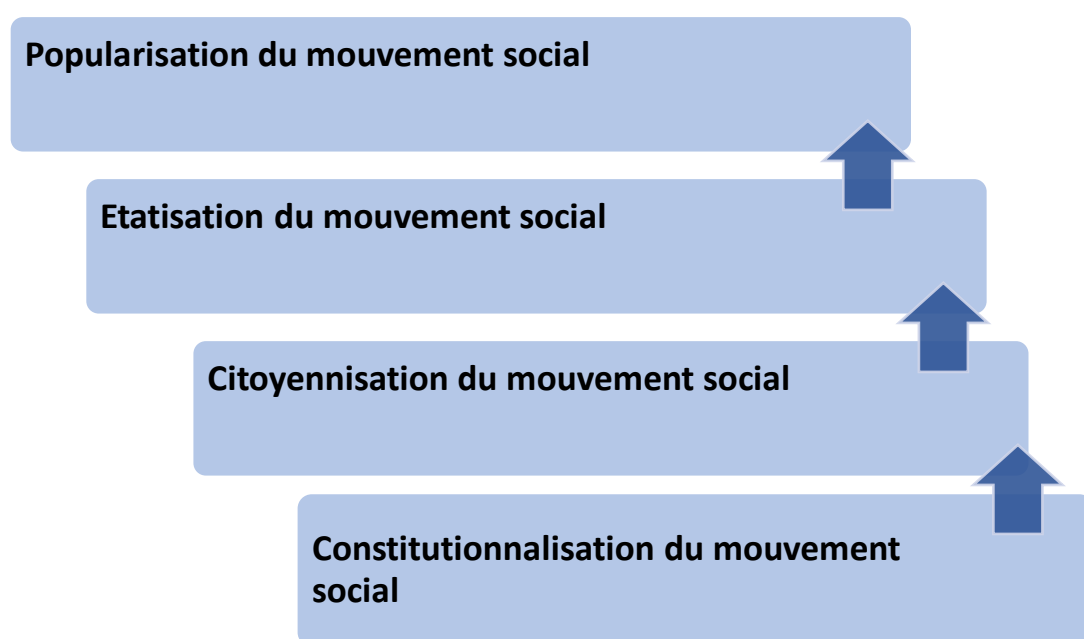 Popularisation du mouvement social
Etatisation du mouvement social
Citoyennisation du mouvement social
Constitutionnalisation du mouvement
social